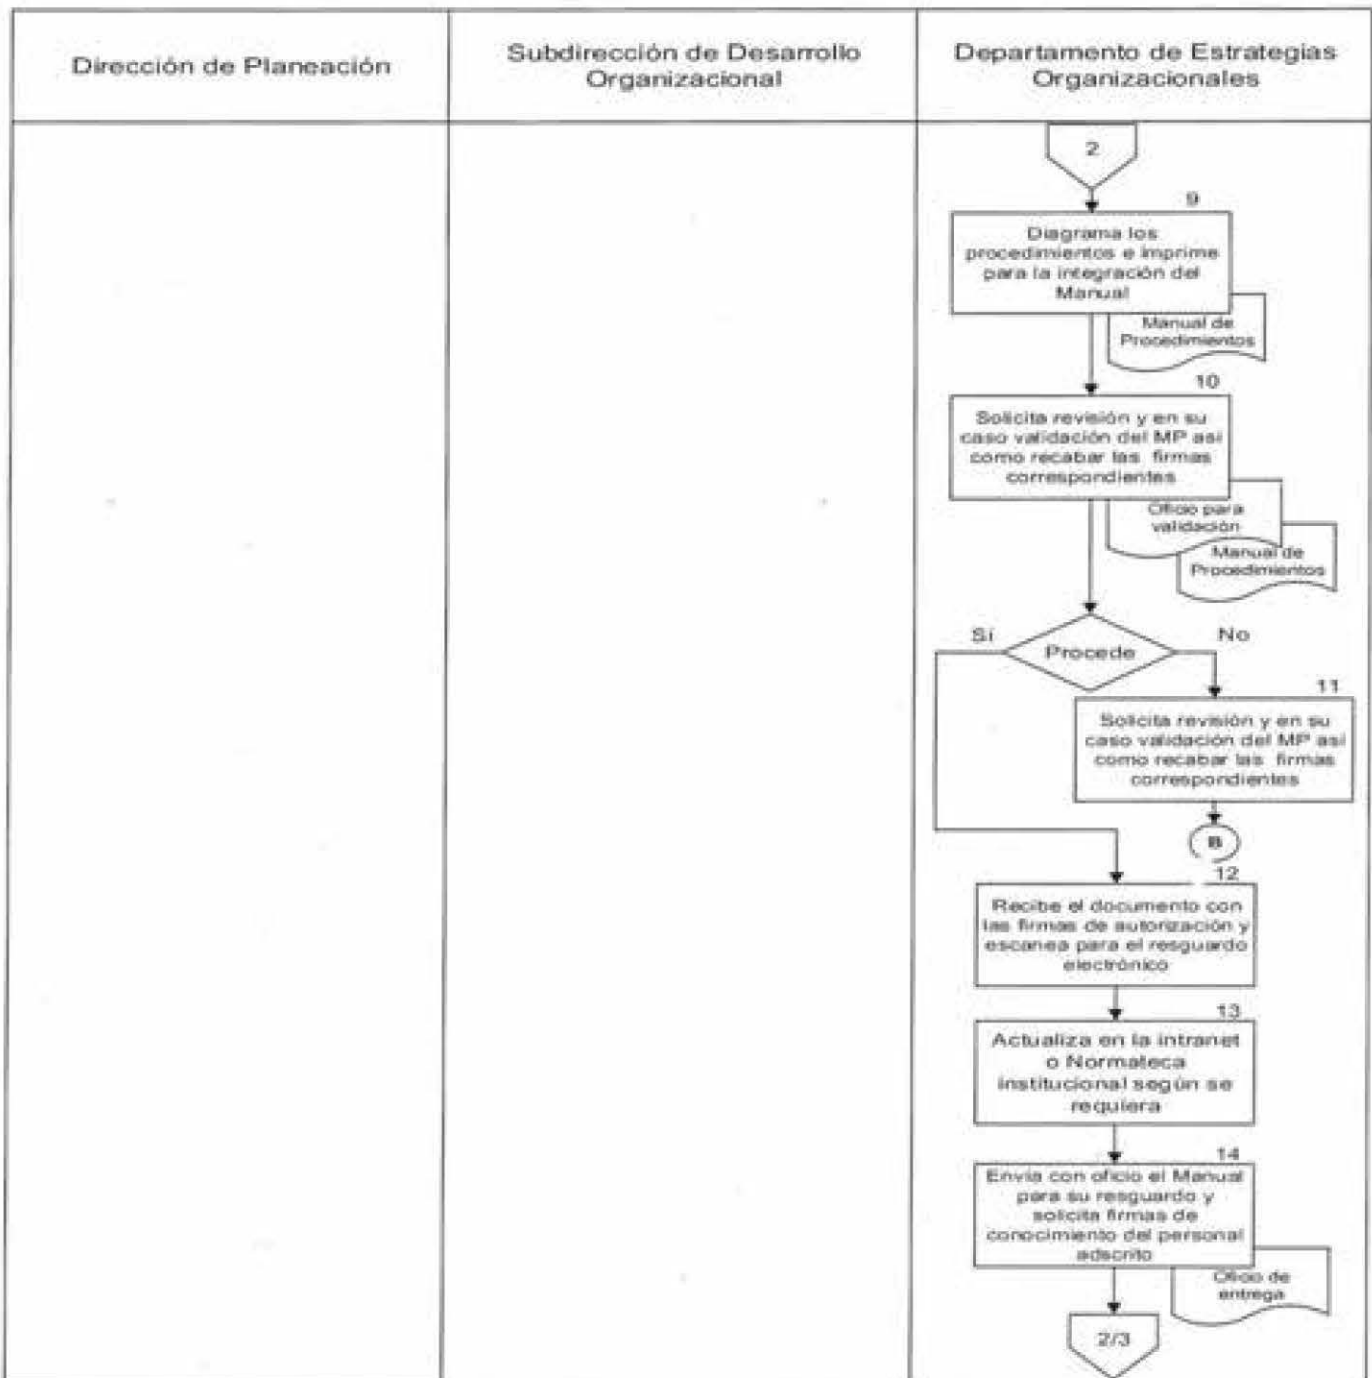 Dirección de Planeación
Subdirección de Desarrollo
Organizacional
Departamento de Estrategias
Organizacionales
2
9
Diagrama los
procedimientos e imprime
para la integración del
Manual
Manual de
Procedimientos
10
Solicita revisión y en su
caso validación del MP así
como recabar las firmas
correspondientes
Oficio para
validación
Manual de
Procedimientos
Sí
Procede
No
11
Solicita revisión y en su
caso validación del MP así
como recabar las firmas
correspondientes
B
12
Recibe el documento con
las firmas de autorización y
escanea para el resguardo
electrónico
13
Actualiza en la intranet
o Normateca
institucional según se
requiera
14
Envía con oficio el Manual
para su resguardo y
solicita firmas de
conocimiento del personal
adscrito
Oficio de
entrega
2/3